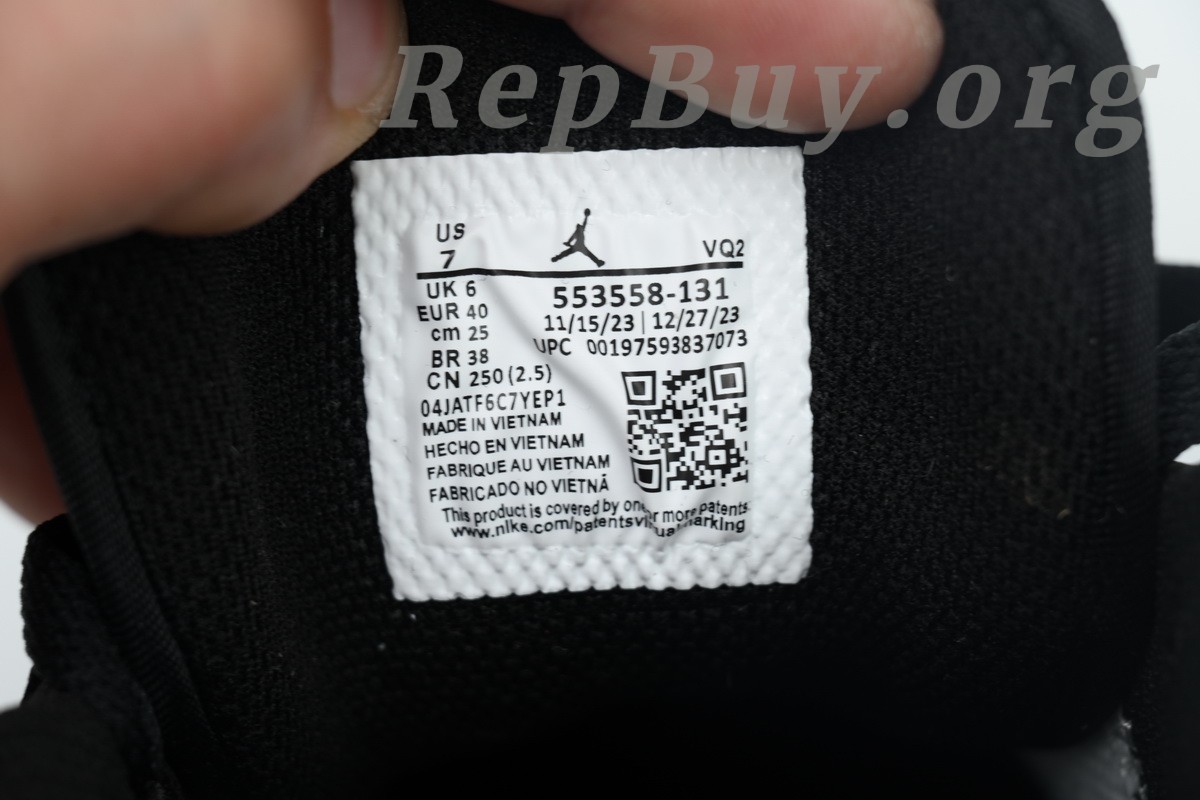 RepBuy.org
US
7
VQ2
UK 6
EUR 40
cm 25
BR 38
CN 250 (2.5)
553558-131
11/15/23 | 12/27/23
UPC 00197593837073
04JATF6C7YEP1
MADE IN VIETNAM
HECHO EN VIETNAM
FABRIQUE AU VIETNAM
FABRICADO NO VIETNÃ
This product is covered by one or more patents.
www.nike.com/patentsvirtualmarking